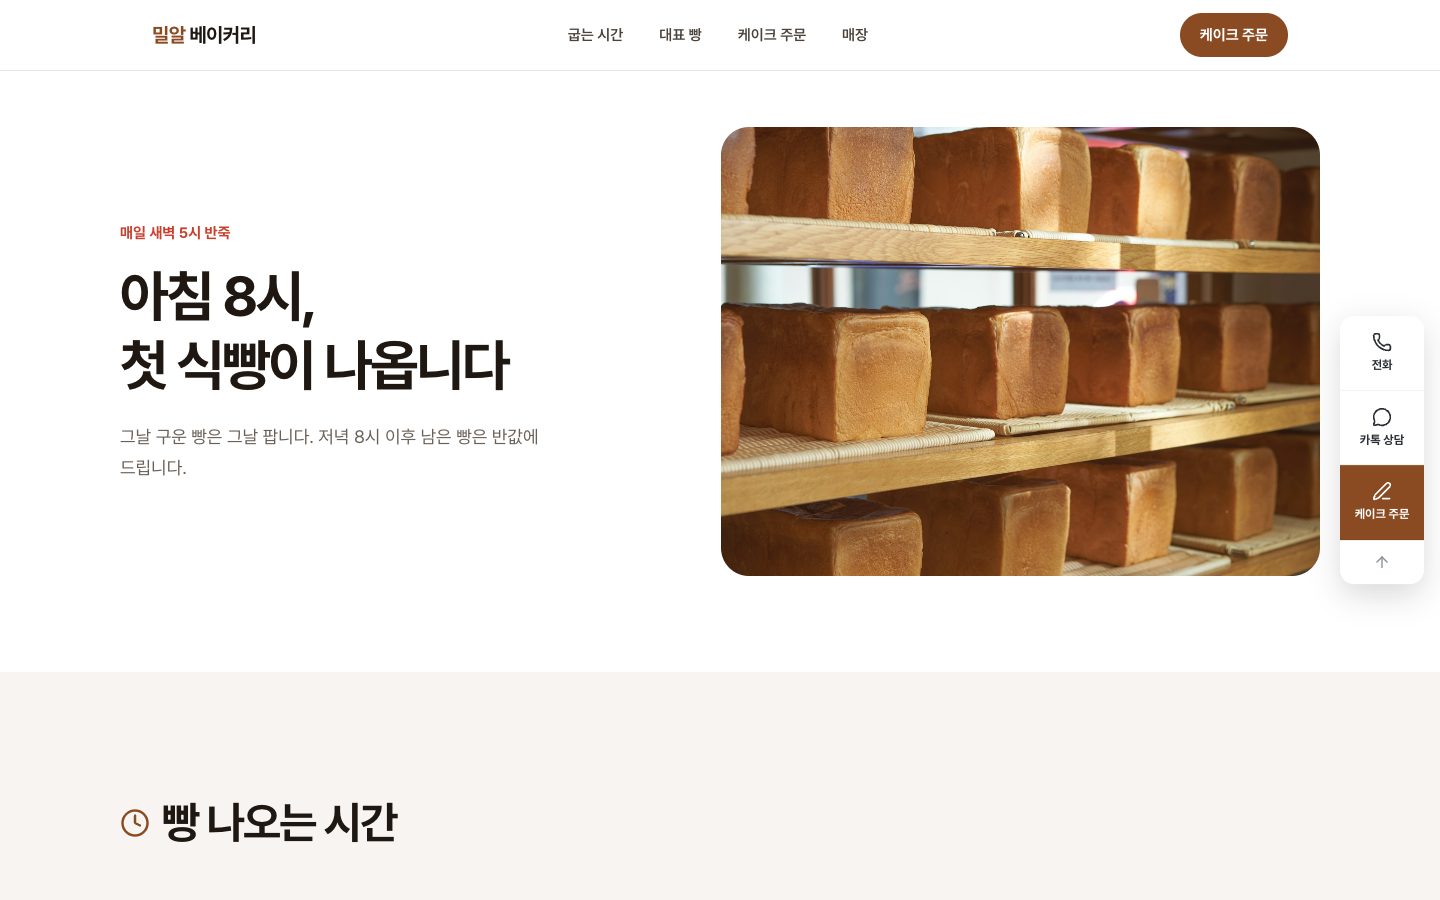 밀알 베이커리
굽는 시간
대표 빵
케이크 주문
매장
케이크 주문
매일 새벽 5시 반죽
아침 8시,
첫 식빵이 나옵니다
그날 구운 빵은 그날 팝니다. 저녁 8시 이후 남은 빵은 반값에
드립니다.
전화
카톡 상담
케이크 주문
빵 나오는 시간